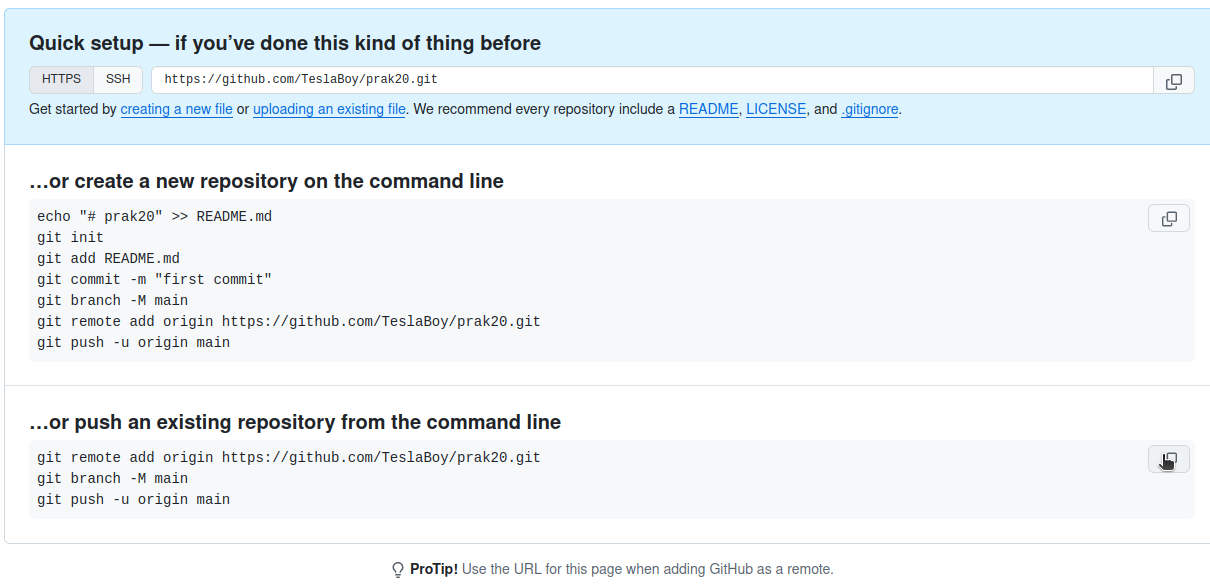 Quick setup — if you’ve done this kind of thing before
HTTPS SSH https://github.com/TeslaBoy/prak20.git
Get started by creating a new file or uploading an existing file. We recommend every repository include a README, LICENSE, and .gitignore.
…or create a new repository on the command line
echo "# prak20" >> README.md
git init
git add README.md
git commit -m "first commit"
git branch -M main
git remote add origin https://github.com/TeslaBoy/prak20.git
git push -u origin main
…or push an existing repository from the command line
git remote add origin https://github.com/TeslaBoy/prak20.git
git branch -M main
git push -u origin main
ProTip! Use the URL for this page when adding GitHub as a remote.